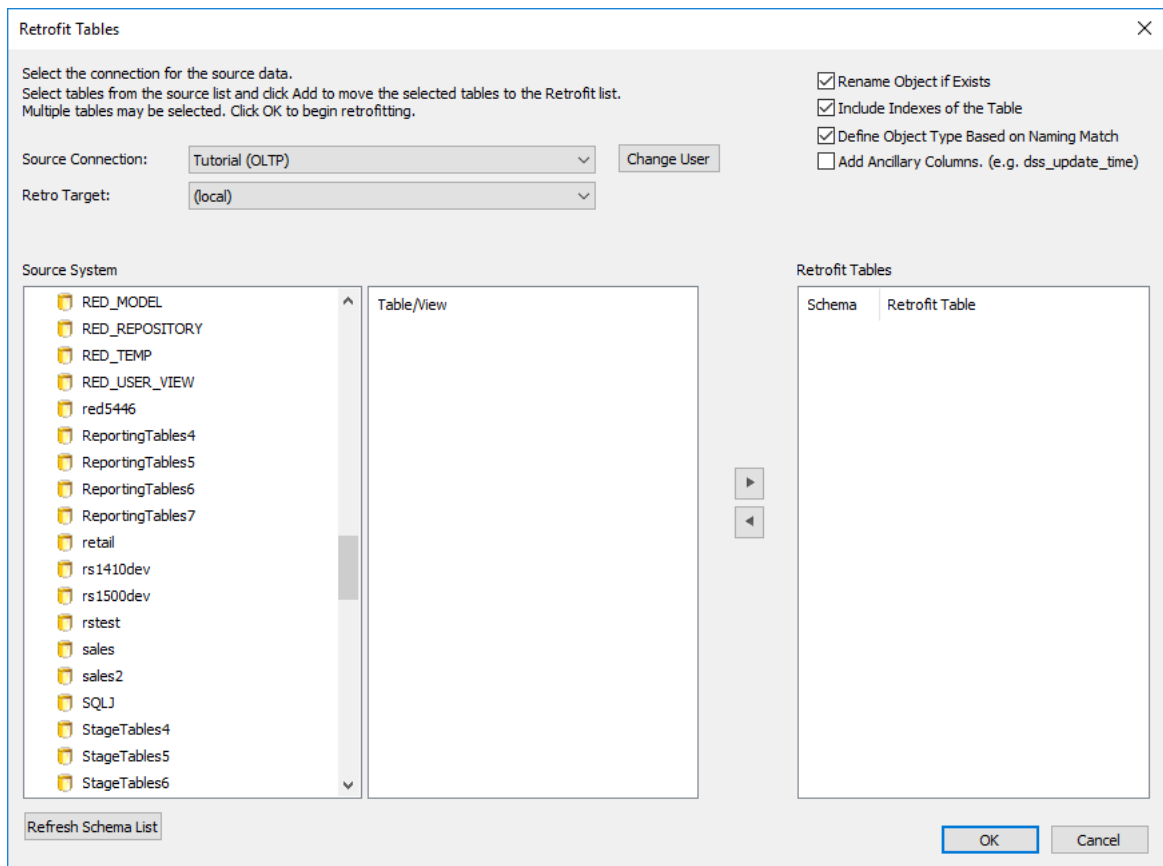 Retrofit Tables
Select the connection for the source data.
Select tables from the source list and click Add to move the selected tables to the Retrofit list.
Multiple tables may be selected. Click OK to begin retrofitting.
Rename Object if Exists
Include Indexes of the Table
Define Object Type Based on Naming Match
Add Ancillary Columns. (e.g. dss_update_time)
Source Connection: Tutorial (OLTP) Change User
Retro Target: (local)
Source System
RED_MODEL
RED_REPOSITORY
RED_TEMP
RED_USER_VIEW
red5446
ReportingTables4
ReportingTables5
ReportingTables6
ReportingTables7
retail
rs1410dev
rs1500dev
rstest
sales
sales2
SQLJ
StageTables4
StageTables5
StageTables6
Table/View
Retrofit Tables
Schema Retrofit Table
Refresh Schema List
OK Cancel